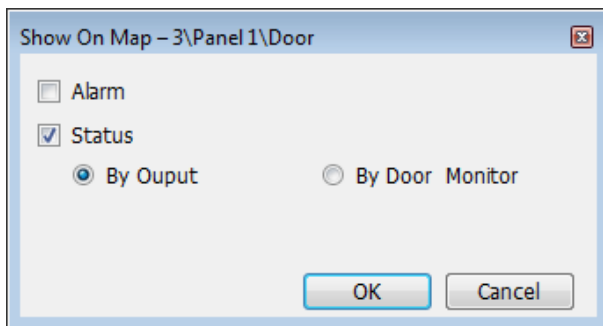 Show On Map – 3\Panel 1\Door
Alarm
Status
By Ouput By Door Monitor
OK Cancel